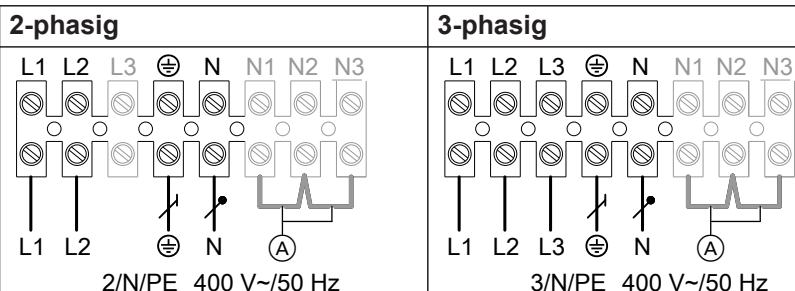 2-phasig
L1 L2 L3 N N1 N2 N3
L1 L2 N A
2/N/PE 400 V~/50 Hz
3-phasig
L1 L2 L3 N N1 N2 N3
L1 L2 L3 N A
3/N/PE 400 V~/50 Hz